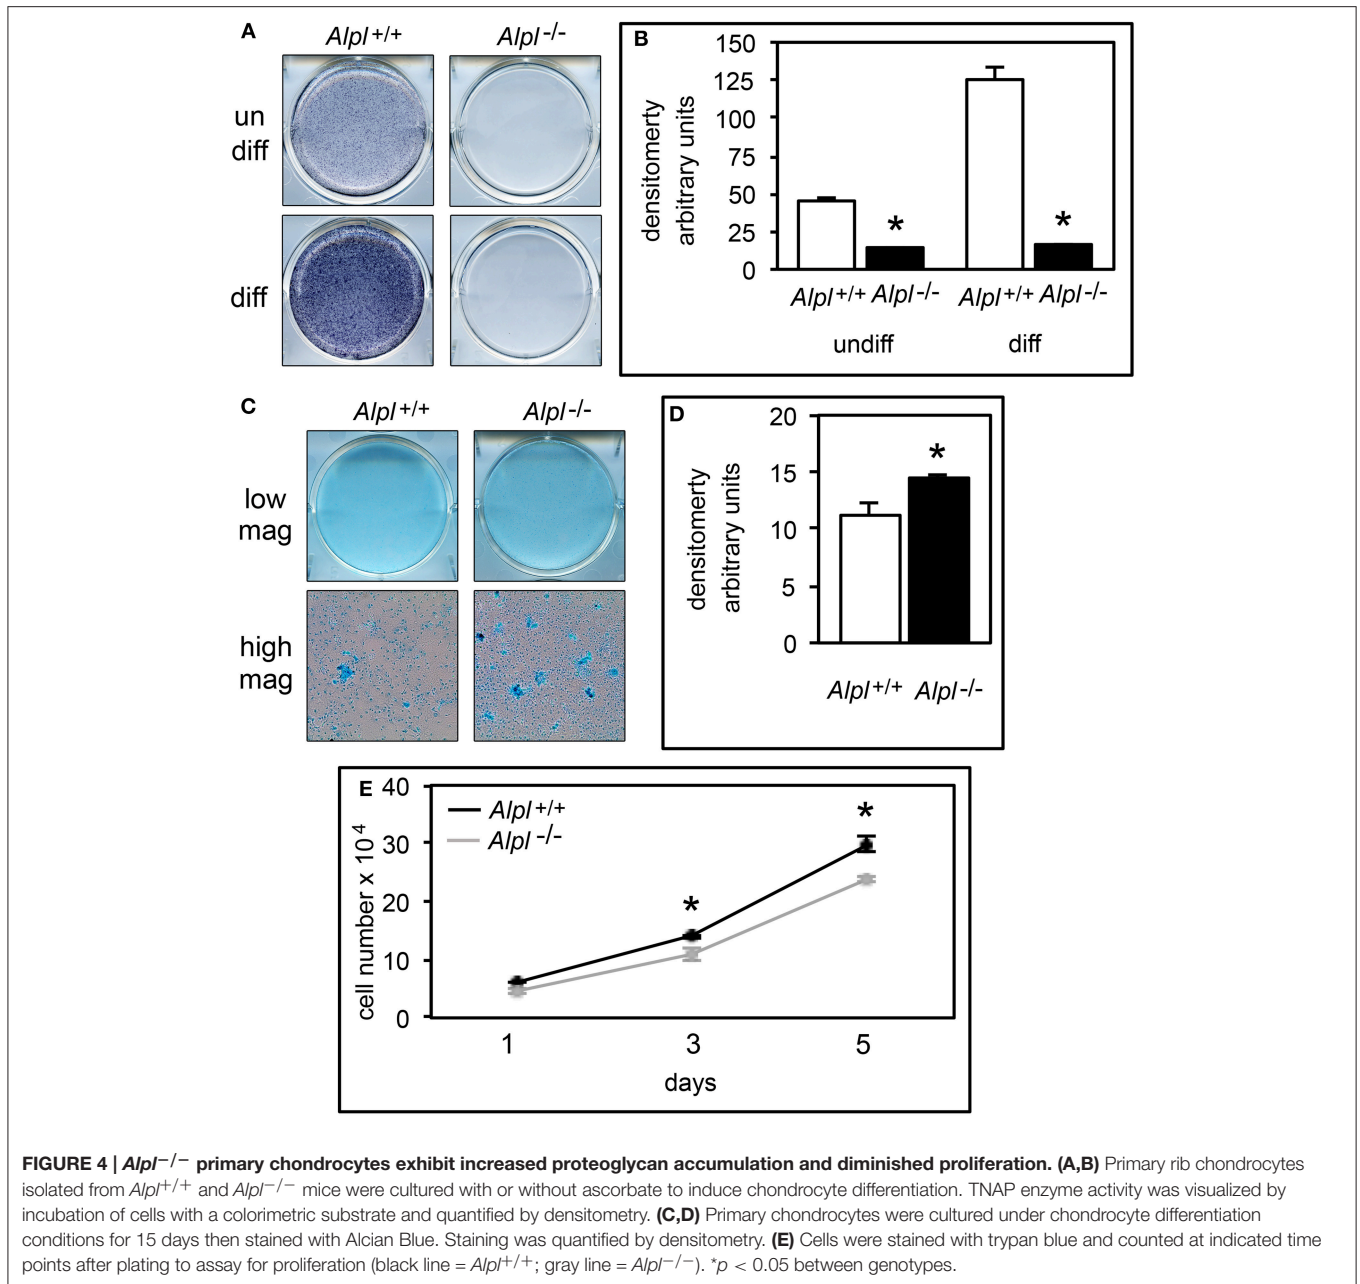 A
Alpl +/+ Alpl -/-
un
diff
diff
B
densitomerty
arbitrary units
150
125
100
75
50
25
0
*
*
Alpl +/+ Alpl -/- Alpl +/+ Alpl -/-
undiff diff
C
Alpl +/+ Alpl -/-
low
mag
high
mag
D
densitomerty
arbitrary units
20
15
10
5
0
*
Alpl +/+ Alpl -/-
E
cell number x 10⁴
40
30
20
10
0
Alpl +/+
Alpl -/-
*
*
1 3 5
days
FIGURE 4 | Alpl−/− primary chondrocytes exhibit increased proteoglycan accumulation and diminished proliferation. (A,B) Primary rib chondrocytes
isolated from Alpl+/+ and Alpl−/− mice were cultured with or without ascorbate to induce chondrocyte differentiation. TNAP enzyme activity was visualized by
incubation of cells with a colorimetric substrate and quantified by densitometry. (C,D) Primary chondrocytes were cultured under chondrocyte differentiation
conditions for 15 days then stained with Alcian Blue. Staining was quantified by densitometry. (E) Cells were stained with trypan blue and counted at indicated time
points after plating to assay for proliferation (black line = Alpl+/+; gray line = Alpl−/−). *p < 0.05 between genotypes.